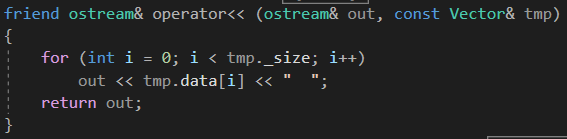 friend ostream& operator<< (ostream& out, const Vector& tmp)
{
    for (int i = 0; i < tmp._size; i++)
        out << tmp.data[i] << "  ";
    return out;
}